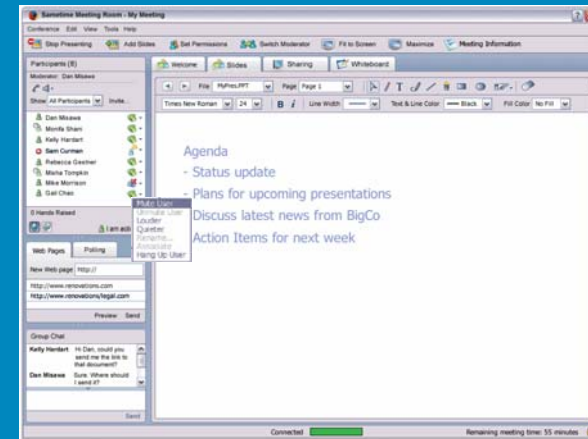 Sametime Meeting Room - My Meeting
Conference Edit View Tools Help
Stop Presenting Add Slides Set Permissions Switch Moderator Fit to Screen Maximize Meeting Information
Participants (8)
Moderator: Dan Misawa
Show All Participants Invite...
Dan Misawa
Monifa Shani
Kelly Hardart
Sam Curman
Rebecca Gestner
Misha Tompkin
Mike Morrison
Gail Chan
0 Hands Raised
I am
Web Pages Polling
New Web page http://
http://www.renovations.com
http://www.renovations/legal.com
Preview Send
Group Chat
Kelly Hardart Hi Dan, could you
send me the link to
that document?
Dan Misawa Sure. Where should
I send it?
Send
Mute User
Unmute User
Louder
Quieter
Rename...
Associate
Hang Up User
Welcome Slides Sharing Whiteboard
File MyPres.PPT Page Page 1
Times New Roman 24 B i Line Width Text & Line Color Black Fill Color No Fill
Agenda
- Status update
- Plans for upcoming presentations
Discuss latest news from BigCo
Action Items for next week
Connected Remaining meeting time: 55 minutes